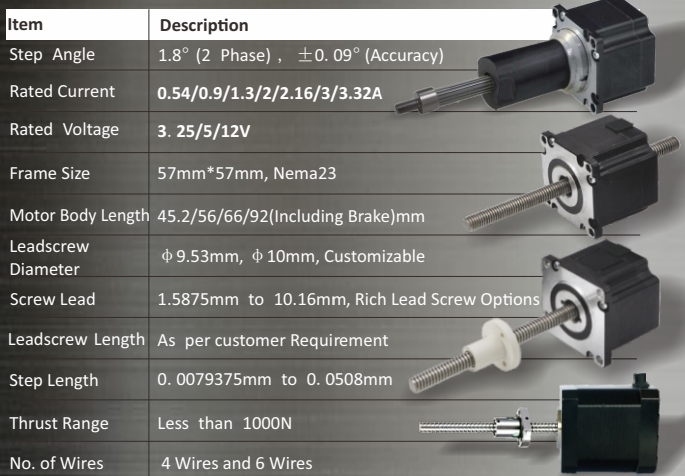 Item Description
Step Angle 1.8° (2 Phase) , ±0.09° (Accuracy)
Rated Current 0.54/0.9/1.3/2/2.16/3/3.32A
Rated Voltage 3. 25/5/12V
Frame Size 57mm*57mm, Nema23
Motor Body Length 45.2/56/66/92(Including Brake)mm
Leadscrew
Diameter
ф9.53mm, ф10mm, Customizable
Screw Lead 1.5875mm to 10.16mm, Rich Lead Screw Options
Leadscrew Length As per customer Requirement
Step Length 0. 0079375mm to 0. 0508mm
Thrust Range Less than 1000N
No. of Wires 4 Wires and 6 Wires